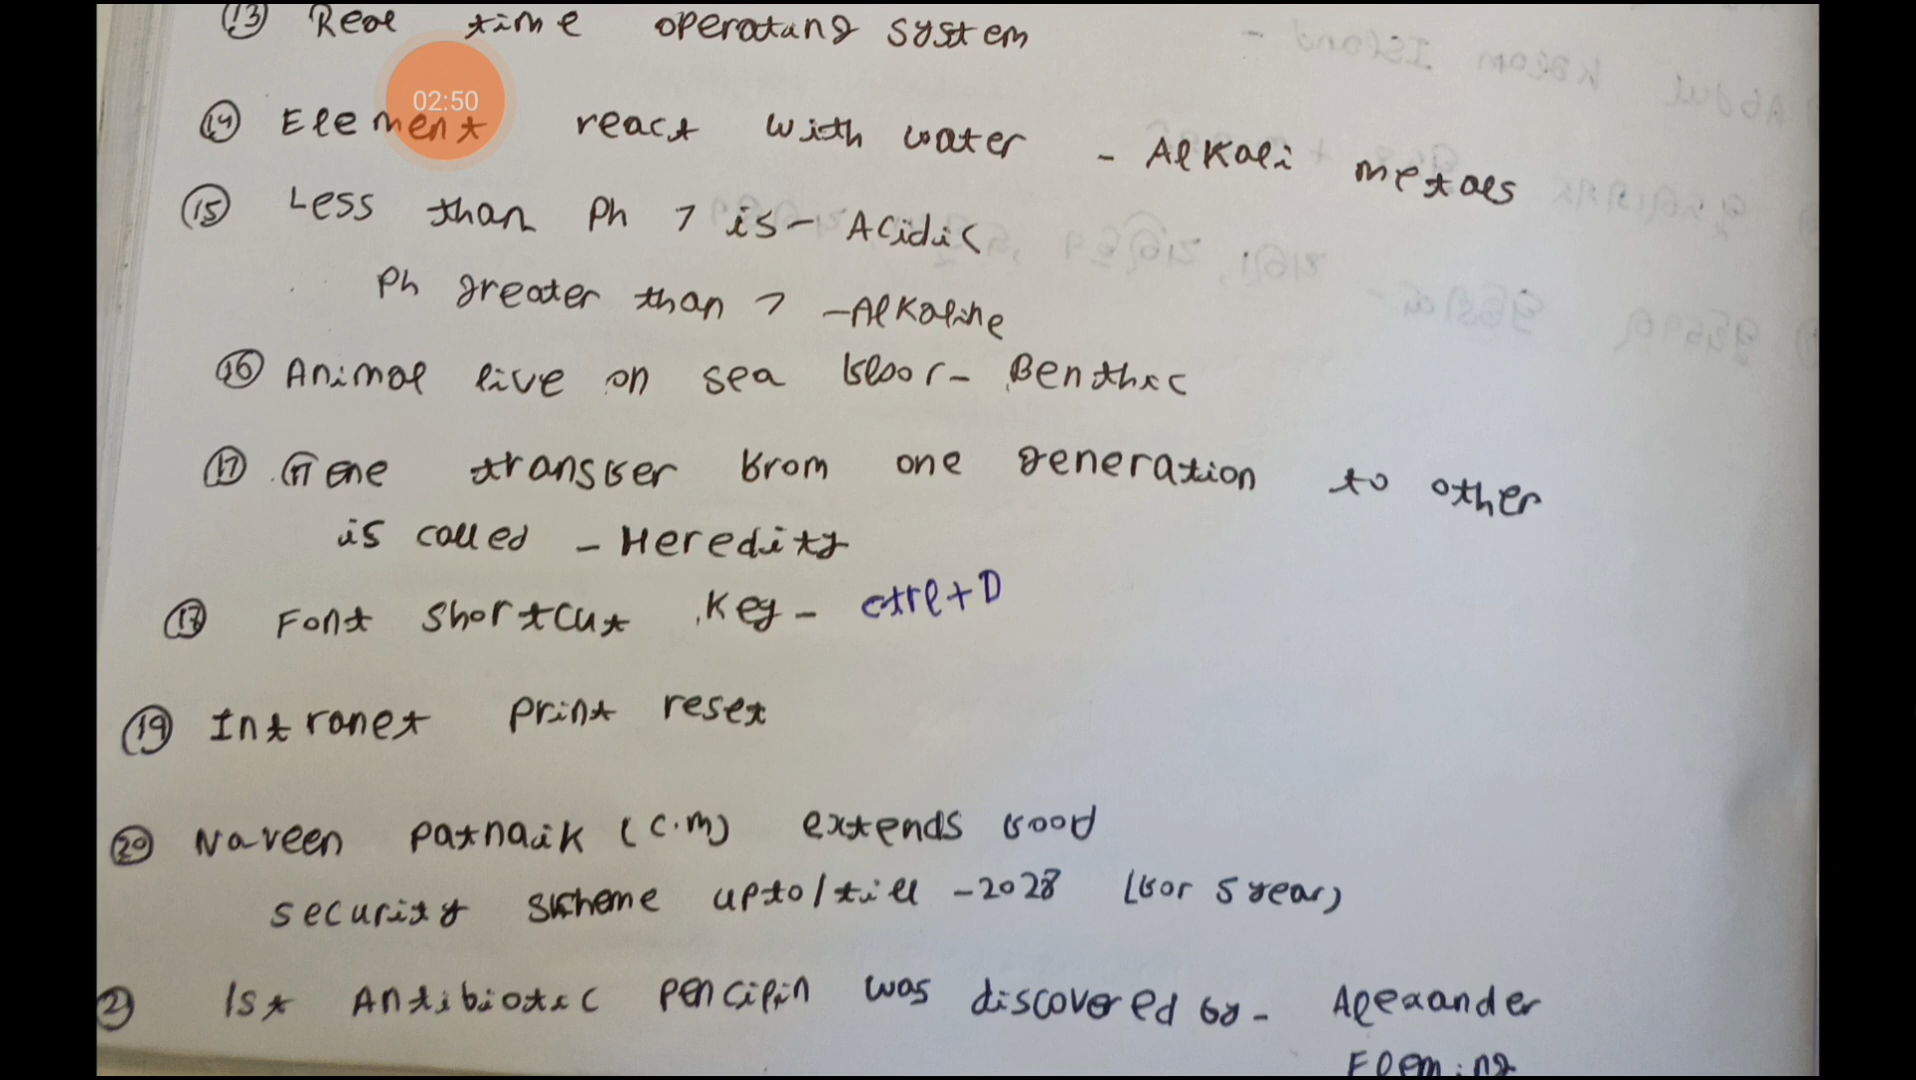 (13) Real time operating system
02:50
(14) Element react with water - Alkali metals
(15) Less than Ph 7 is - Acidic
Ph greater than 7 - Alkaline
(16) Animal live on sea floor - Benthic
(17) Gene transfer from one generation to other
is called - Heredity
Font shortcut key - ctrl+D
(19) Intranet print reset
(20) Naveen patnaik (C.M) extends food
security scheme upto/till - 2028 (for 5 year)
1st Antibiotic pencilin was discovered by - Alexander
Fleming